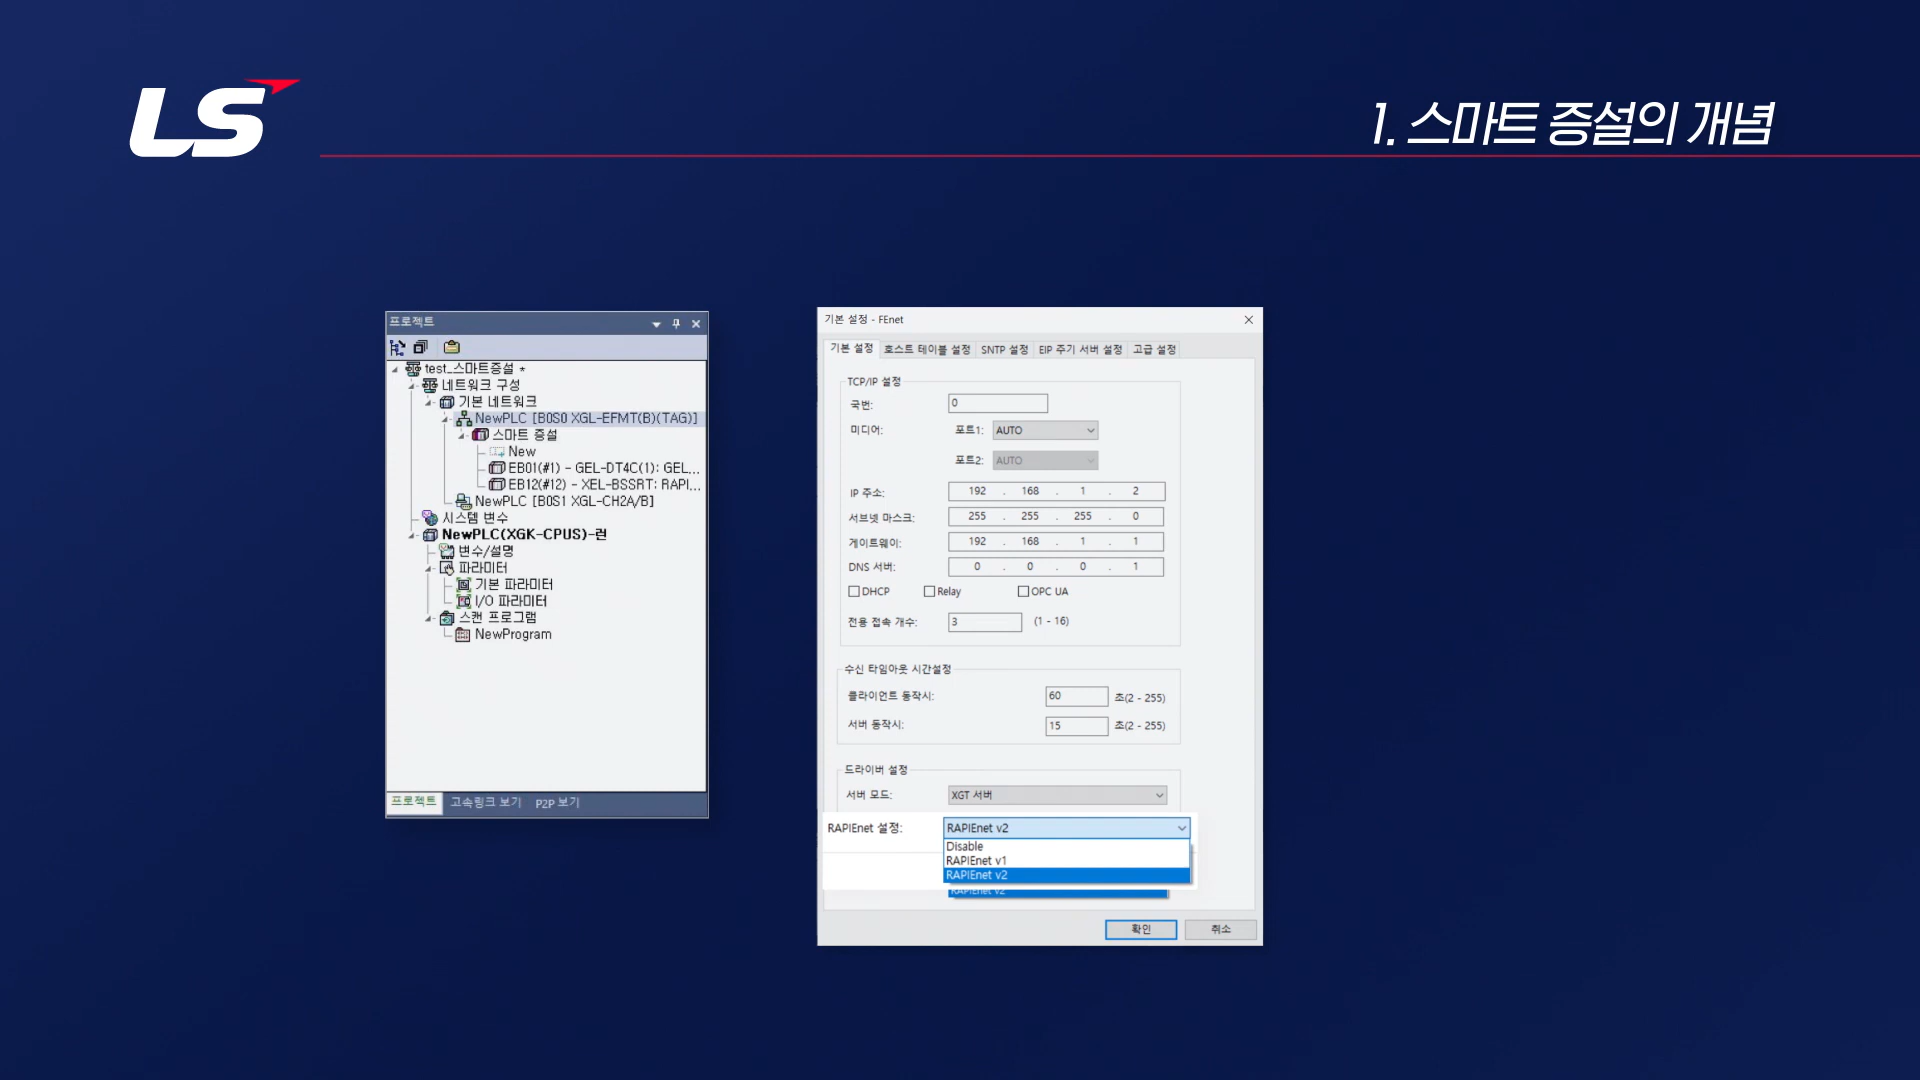 LS
1. 스마트 증설의 개념
프로젝트
test_스마트증설 *
네트워크 구성
기본 네트워크
NewPLC [B0S0 XGL-EFMT(B)(TAG)]
스마트 증설
New
EB01(#1) - GEL-DT4C(1): GEL...
EB12(#12) - XEL-BSSRT: RAPI...
NewPLC [B0S1 XGL-CH2A/B]
시스템 변수
NewPLC(XGK-CPUS)-런
변수/설명
파라미터
기본 파라미터
I/O 파라미터
스캔 프로그램
NewProgram
프로젝트 고속링크 보기 P2P 보기
기본 설정 - FEnet
기본 설정 호스트 테이블 설정 SNTP 설정 EIP 주기 서버 설정 고급 설정
TCP/IP 설정
국번: 0
미디어: 포트1: AUTO
포트2: AUTO
IP 주소: 192 . 168 . 1 . 2
서브넷 마스크: 255 . 255 . 255 . 0
게이트웨이: 192 . 168 . 1 . 1
DNS 서버: 0 . 0 . 0 . 1
DHCP Relay OPC UA
전용 접속 개수: 3 (1 - 16)
수신 타임아웃 시간설정
클라이언트 동작시: 60 초(2 - 255)
서버 동작시: 15 초(2 - 255)
드라이버 설정
서버 모드: XGT 서버
RAPIEnet 설정: RAPIEnet v2
Disable
RAPIEnet v1
RAPIEnet v2
RAPIEnet v2
확인 취소